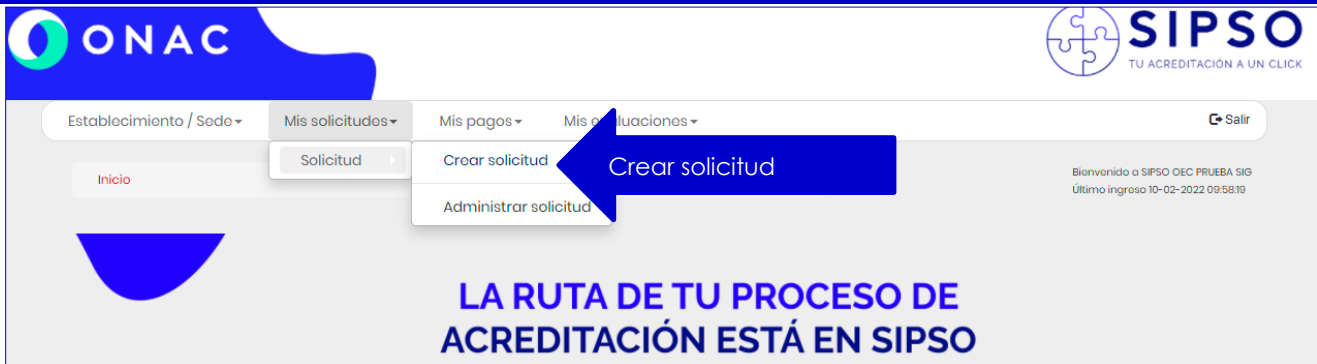 ONAC
SIPSO
TU ACREDITACIÓN A UN CLICK
Establecimiento / Sede Mis solicitudes Mis pagos Mis evaluaciones Salir
Solicitud Crear solicitud Crear solicitud
Inicio
Bienvenido a SIPSO OEC PRUEBA SIG
Último ingreso 10-02-2022 09:58:19
Administrar solicitud
LA RUTA DE TU PROCESO DE
ACREDITACIÓN ESTÁ EN SIPSO